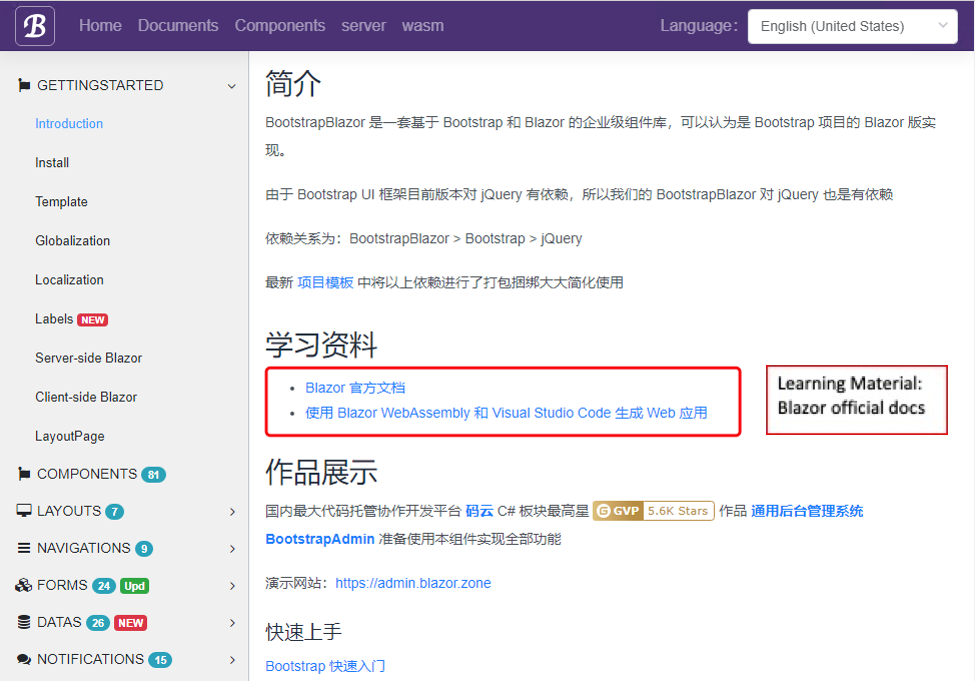 B Home Documents Components server wasm Language: English (United States)
GETTINGSTARTED
Introduction
Install
Template
Globalization
Localization
Labels NEW
Server-side Blazor
Client-side Blazor
LayoutPage
COMPONENTS 81
LAYOUTS 7
NAVIGATIONS 9
FORMS 24 Upd
DATAS 26 NEW
NOTIFICATIONS 15
简介
BootstrapBlazor 是一套基于 Bootstrap 和 Blazor 的企业级组件库，可以认为是 Bootstrap 项目的 Blazor 版实
现。
由于 Bootstrap UI 框架目前版本对 jQuery 有依赖，所以我们的 BootstrapBlazor 对 jQuery 也是有依赖
依赖关系为：BootstrapBlazor > Bootstrap > jQuery
最新 项目模板 中将以上依赖进行了打包捆绑大大简化使用
学习资料
Blazor 官方文档
使用 Blazor WebAssembly 和 Visual Studio Code 生成 Web 应用
Learning Material:
Blazor official docs
作品展示
国内最大代码托管协作开发平台 码云 C# 板块最高星 G GVP 5.6K Stars 作品 通用后台管理系统
BootstrapAdmin 准备使用本组件实现全部功能
演示网站：https://admin.blazor.zone
快速上手
Bootstrap 快速入门